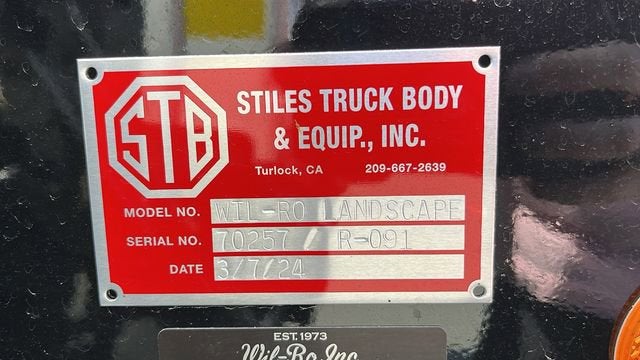 STB
STILES TRUCK BODY
& EQUIP., INC.
Turlock, CA 209-667-2639
MODEL NO. WIL-RO LANDSCAPE
SERIAL NO. 70257 / R-091
DATE 3/7/24
EST. 1973
Wil-Ro Inc